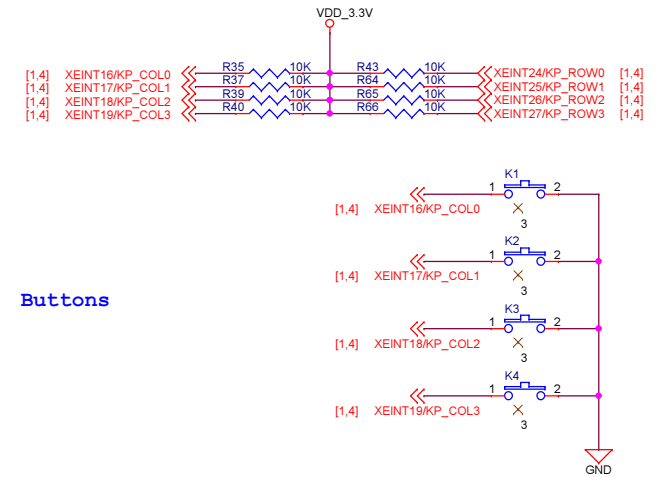 VDD_3.3V
[1,4] XEINT16/KP_COL0 R35 10K R43 10K XEINT24/KP_ROW0 [1,4]
[1,4] XEINT17/KP_COL1 R37 10K R64 10K XEINT25/KP_ROW1 [1,4]
[1,4] XEINT18/KP_COL2 R39 10K R65 10K XEINT26/KP_ROW2 [1,4]
[1,4] XEINT19/KP_COL3 R40 10K R66 10K XEINT27/KP_ROW3 [1,4]
K1
1 2
[1,4] XEINT16/KP_COL0
3
K2
1 2
[1,4] XEINT17/KP_COL1
3
Buttons
K3
1 2
[1,4] XEINT18/KP_COL2
3
K4
1 2
[1,4] XEINT19/KP_COL3
3
GND